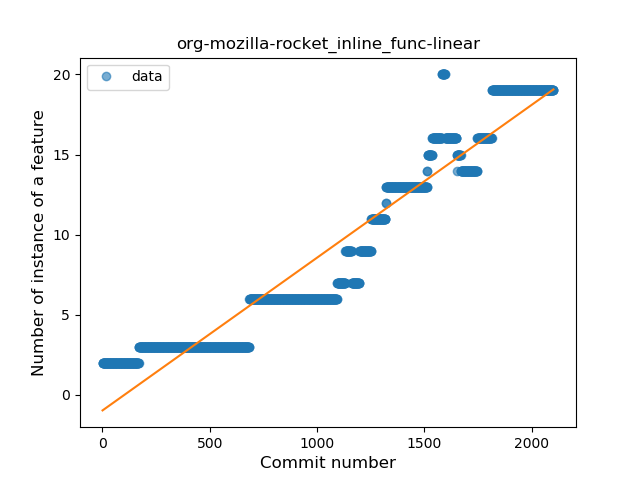 org-mozilla-rocket_inline_func-linear
data
Number of instance of a feature
20
15
10
5
0
0 500 1000 1500 2000
Commit number